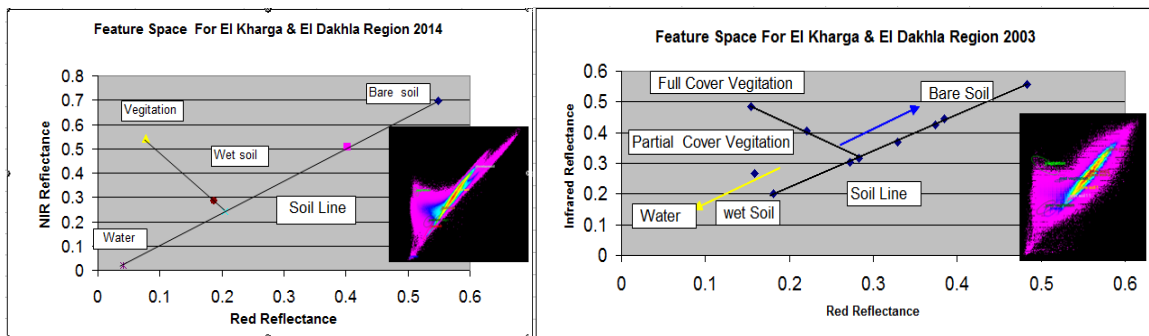 Feature Space For El Kharga & El Dakhla Region 2014
NIR Reflectance
0.8
0.7
0.6
0.5
0.4
0.3
0.2
0.1
0
Bare soil
Vegitation
Wet soil
Soil Line
Water
0 0.1 0.2 0.3 0.4 0.5 0.6
Red Reflectance
Feature Space For El Kharga & El Dakhla Region 2003
Infrared Reflectance
0.6
0.5
0.4
0.3
0.2
0.1
0
Full Cover Vegitation
Bare Soil
Partial Cover Vegitation
Soil Line
Water
wet Soil
0 0.1 0.2 0.3 0.4 0.5 0.6
Red Reflectance